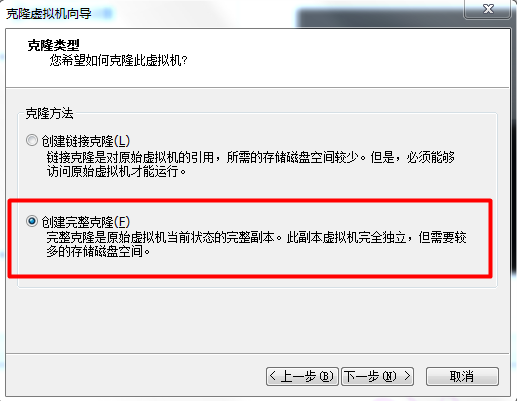 克隆虚拟机向导
克隆类型
您希望如何克隆此虚拟机?
克隆方法
创建链接克隆(L)
链接克隆是对原始虚拟机的引用，所需的存储磁盘空间较少。但是，必须能够
访问原始虚拟机才能运行。
创建完整克隆(F)
完整克隆是原始虚拟机当前状态的完整副本。此副本虚拟机完全独立，但需要较
多的存储磁盘空间。
< 上一步(B) 下一步(N) > 取消